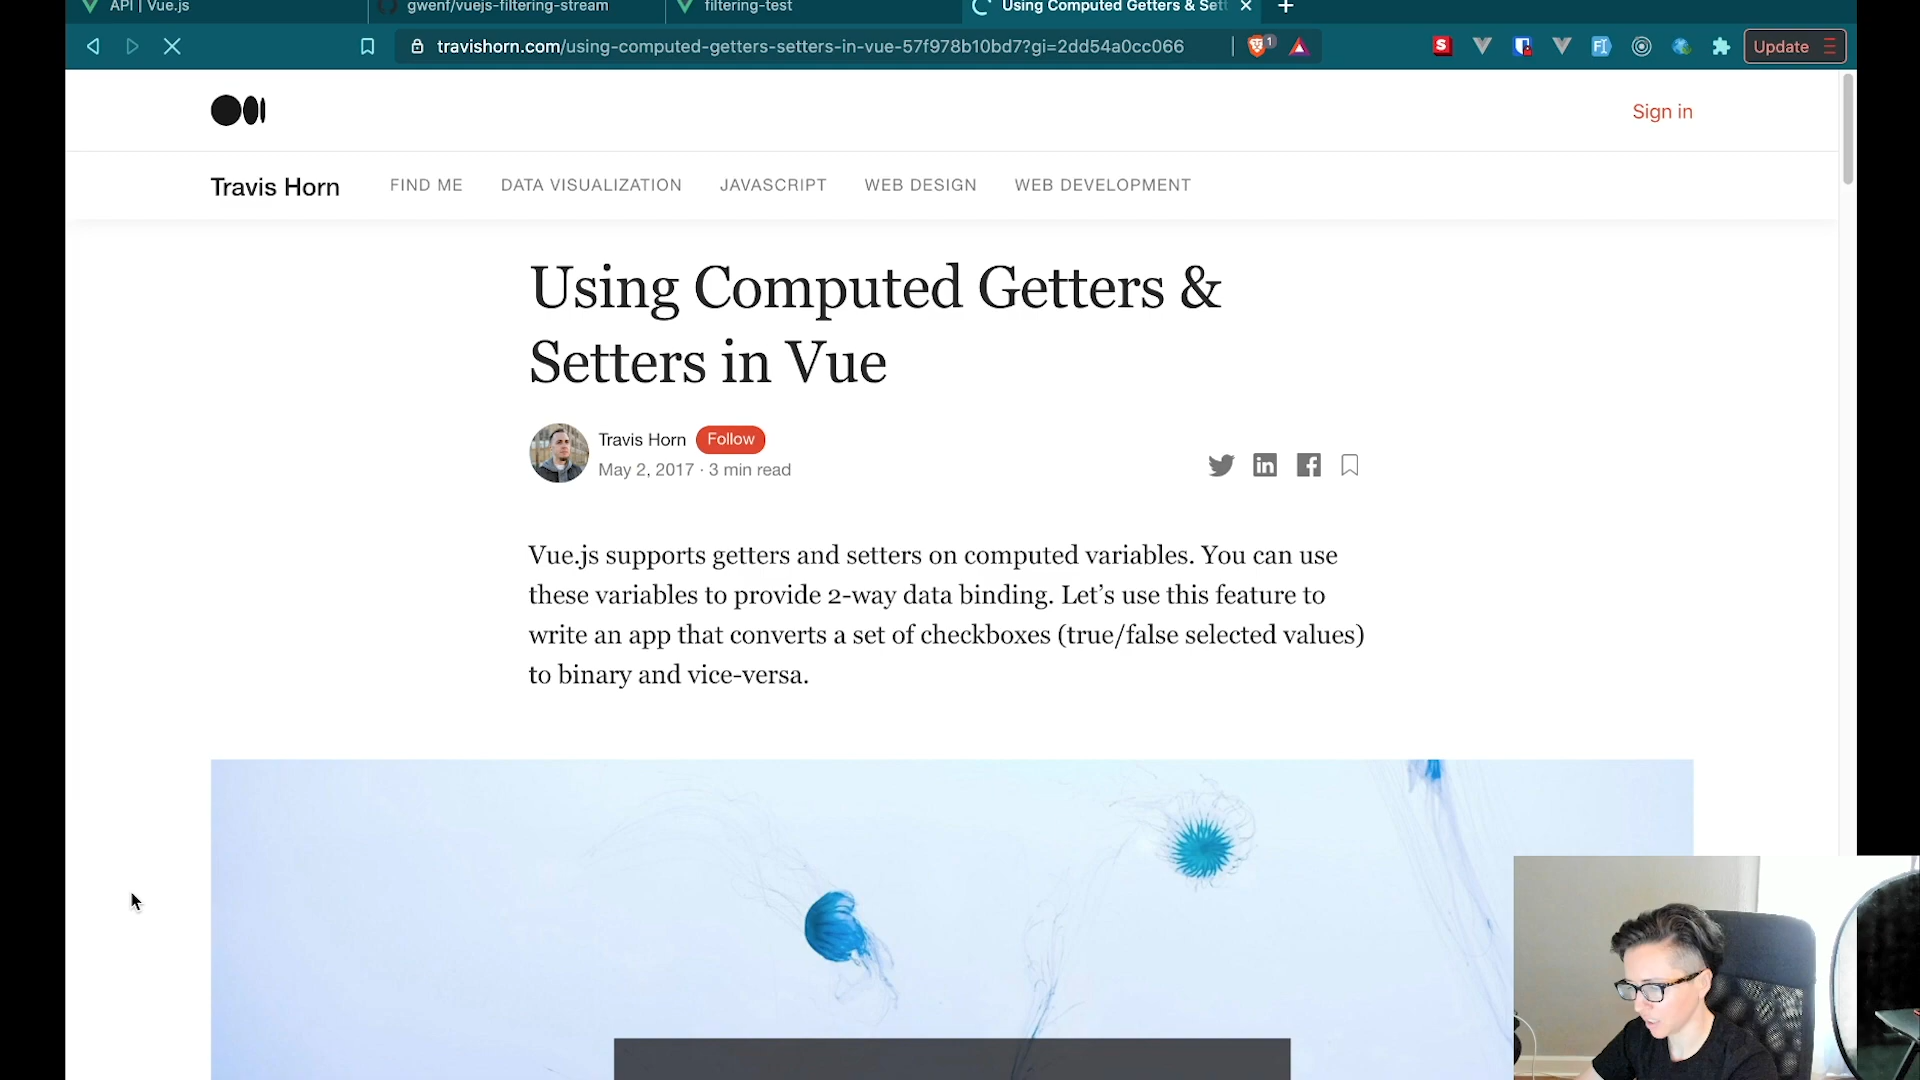 API | Vue.js
gwenf/vuejs-filtering-stream
filtering-test
Using Computed Getters & Sett
travishorn.com/using-computed-getters-setters-in-vue-57f978b10bd7?gi=2dd54a0cc066
1
S
Update
Sign in
Travis Horn
FIND ME
DATA VISUALIZATION
JAVASCRIPT
WEB DESIGN
WEB DEVELOPMENT
Using Computed Getters &
Setters in Vue
Travis Horn
Follow
May 2, 2017 · 3 min read
Vue.js supports getters and setters on computed variables. You can use
these variables to provide 2-way data binding. Let’s use this feature to
write an app that converts a set of checkboxes (true/false selected values)
to binary and vice-versa.